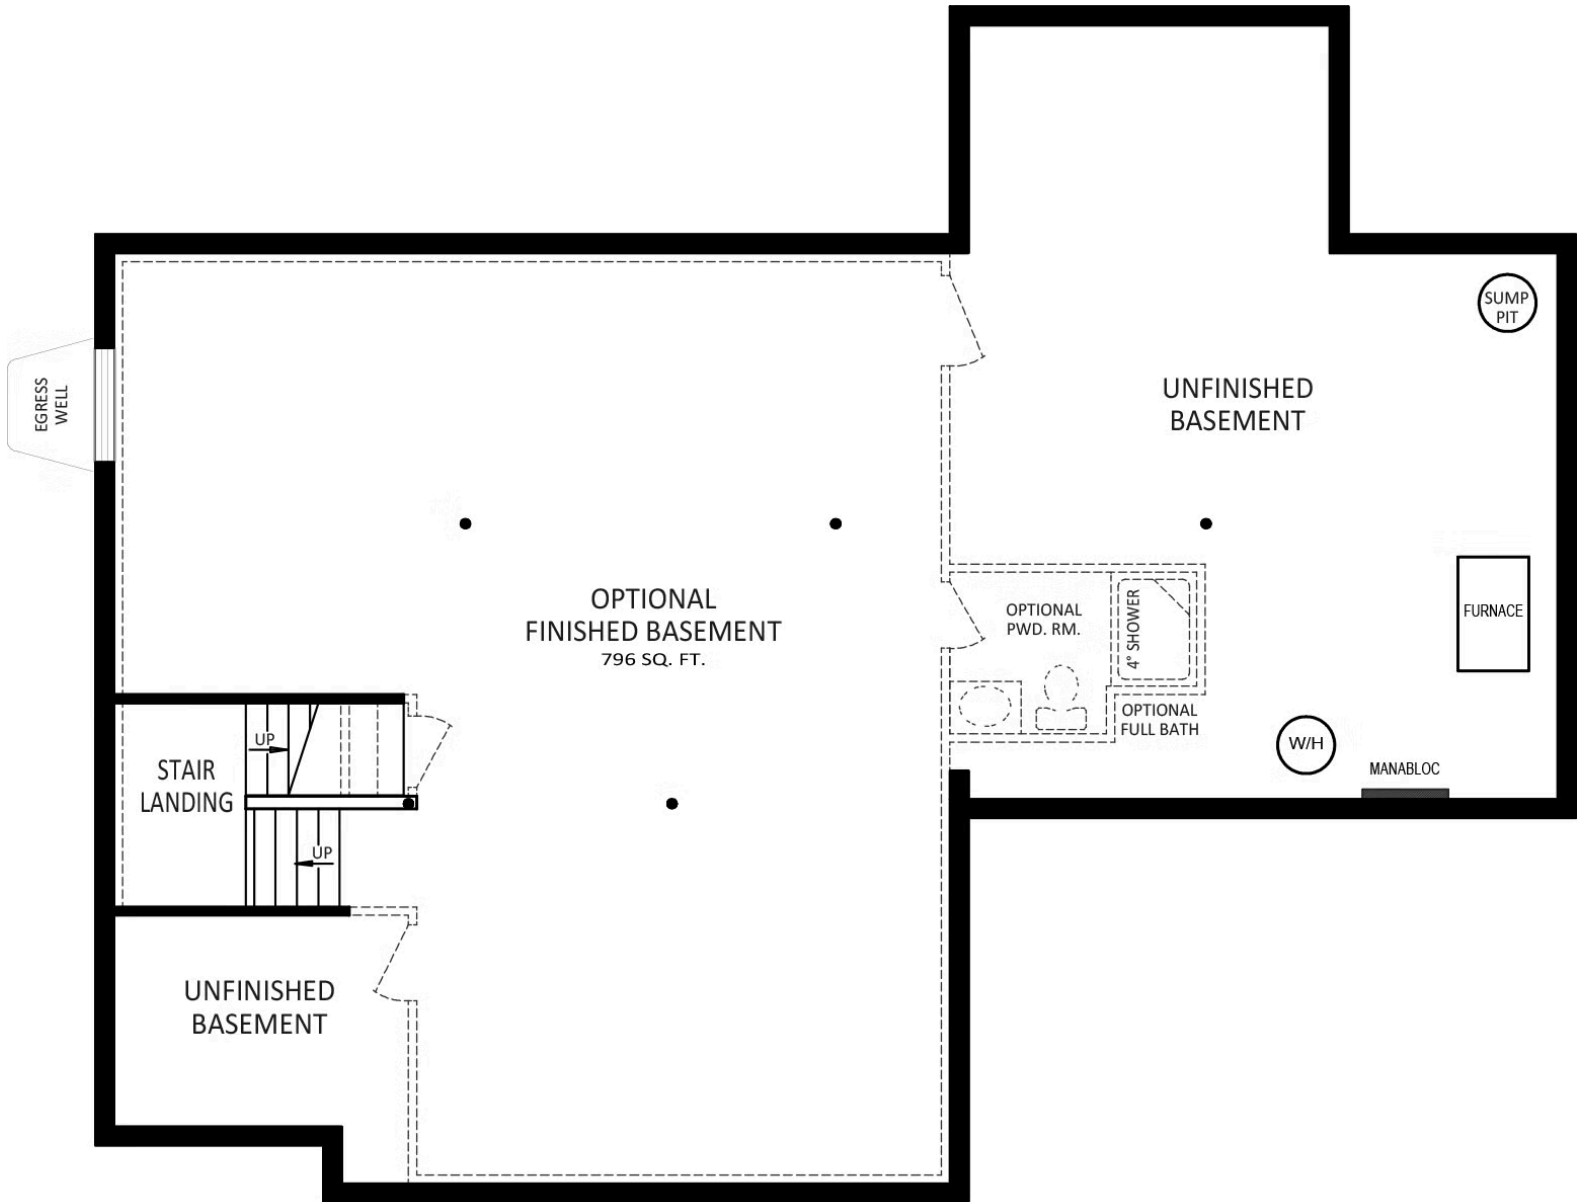 SUMP
PIT
EGRESS
WELL
UNFINISHED
BASEMENT
OPTIONAL
FINISHED BASEMENT
796 SQ. FT.
OPTIONAL
PWD. RM.
4° SHOWER
FURNACE
OPTIONAL
FULL BATH
W/H
MANABLOC
UP
STAIR
LANDING
UP
UNFINISHED
BASEMENT